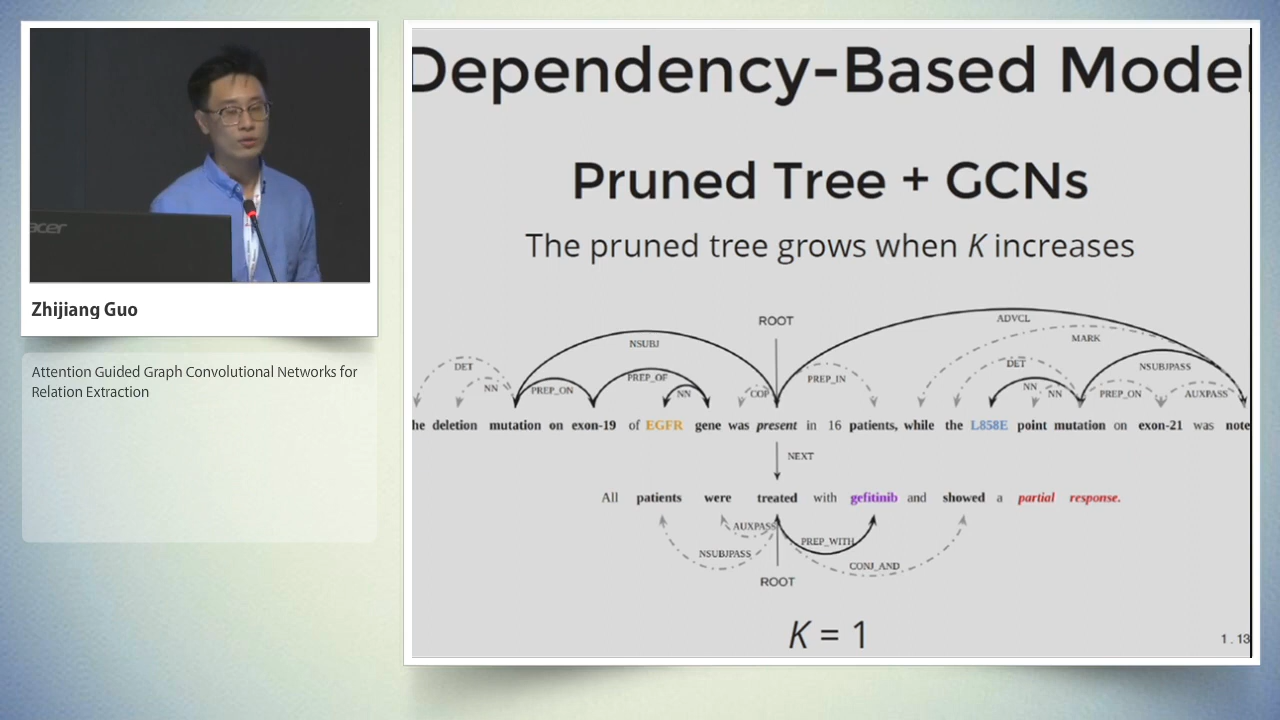 acer
Zhijiang Guo
Attention Guided Graph Convolutional Networks for
Relation Extraction
Dependency-Based Model
Pruned Tree + GCNs
The pruned tree grows when K increases
ROOT
ADVCL
MARK
NSUBJ
DET
NN
PREP_ON
PREP_OF
NN
COP
PREP_IN
DET
NN
NN
NSUBJPASS
PREP_ON
AUXPASS
he deletion mutation on exon-19 of EGFR gene was present in 16 patients, while the L858E point mutation on exon-21 was note
NEXT
All patients were treated with gefitinib and showed a partial response.
AUXPASS
NSUBJPASS
PREP_WITH
CONJ_AND
ROOT
K = 1
1 . 13